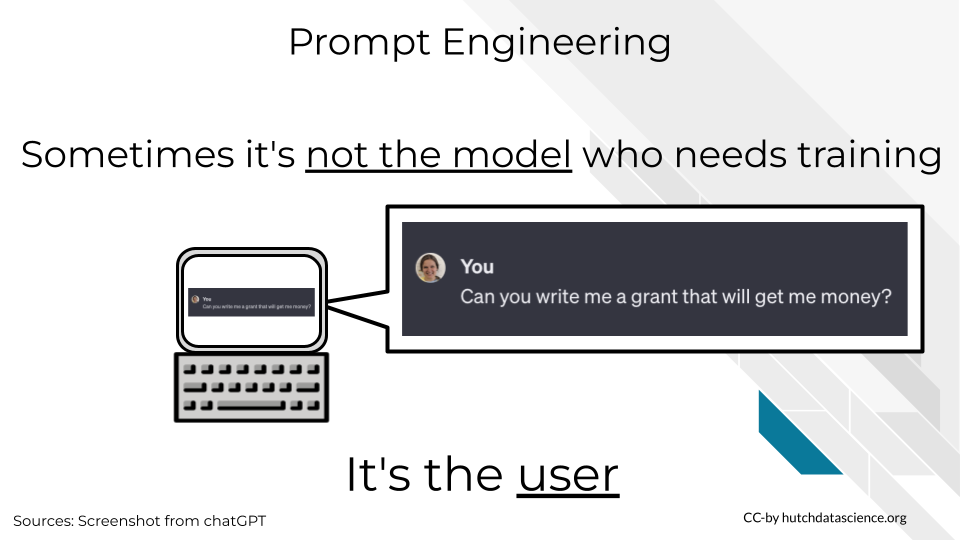 Prompt Engineering
Sometimes it's not the model who needs training
You
Can you write me a grant that will get me money?
You
Can you write me a grant that will get me money?
It's the user
Sources: Screenshot from chatGPT
CC-by hutchdatascience.org